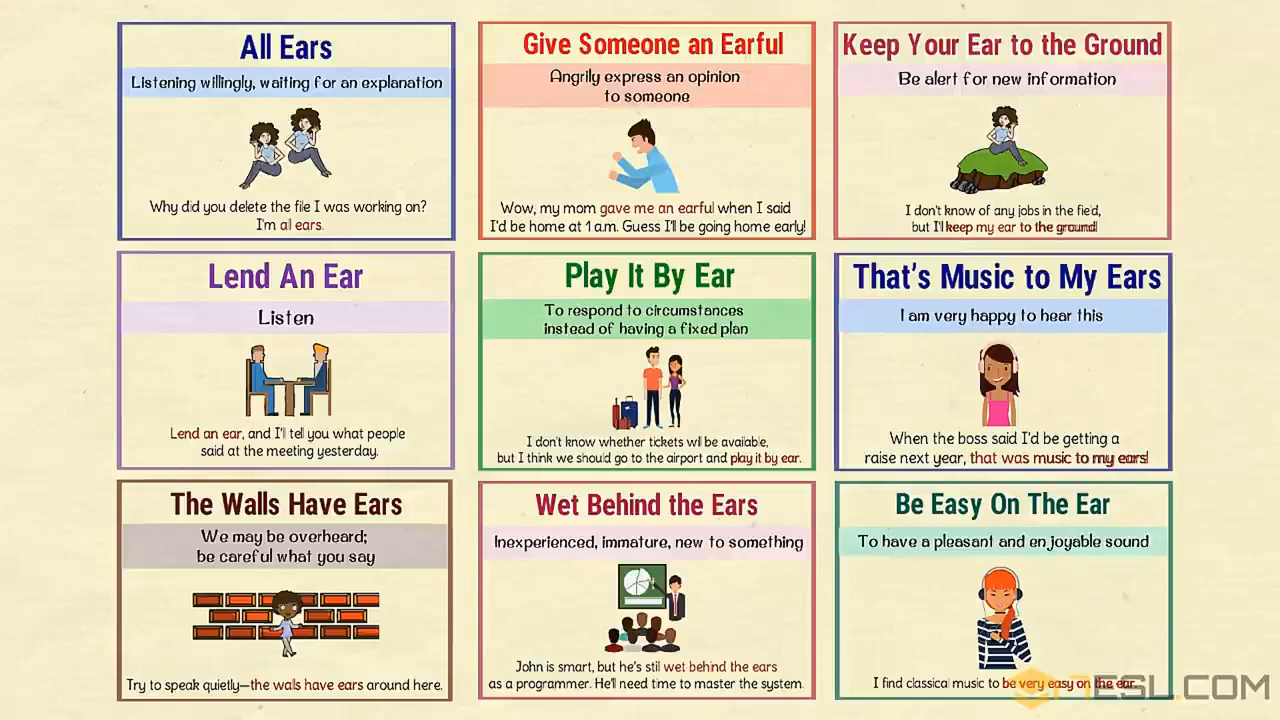 All Ears
Listening willingly, waiting for an explanation
Why did you delete the file I was working on?
I'm all ears.
Give Someone an Earful
Angrily express an opinion
to someone
Wow, my mom gave me an earful when I said
I'd be home at 1 a.m. Guess I'll be going home early!
Keep Your Ear to the Ground
Be alert for new information
I don't know of any jobs in the field,
but I'll keep my ear to the ground!
Lend An Ear
Listen
Lend an ear, and I'll tell you what people
said at the meeting yesterday.
Play It By Ear
To respond to circumstances
instead of having a fixed plan
I don't know whether tickets will be available,
but I think we should go to the airport and play it by ear.
That's Music to My Ears
I am very happy to hear this
When the boss said I'd be getting a
raise next year, that was music to my ears!
The Walls Have Ears
We may be overheard;
be careful what you say
Try to speak quietly—the walls have ears around here.
Wet Behind the Ears
Inexperienced, immature, new to something
John is smart, but he's still wet behind the ears
as a programmer. He'll need time to master the system.
Be Easy On The Ear
To have a pleasant and enjoyable sound
I find classical music to be very easy on the ear.
7ESL.COM